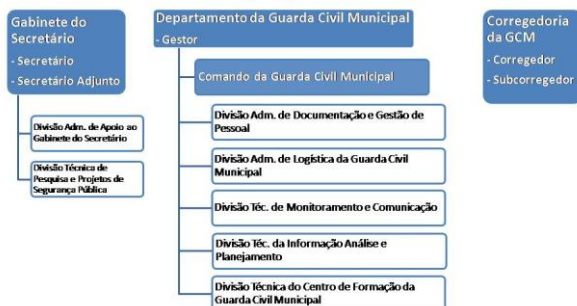 Gabinete do
Secretário
- Secretário
- Secretário Adjunto
Divisão Adm. de Apoio ao
Gabinete do Secretário
Divisão Técnica de
Pesquisa e Projetos de
Segurança Pública
Departamento da Guarda Civil Municipal
- Gestor
Comando da Guarda Civil Municipal
Divisão Adm. de Documentação e Gestão de
Pessoal
Divisão Adm. de Logística da Guarda Civil
Municipal
Divisão Téc. de Monitoramento e Comunicação
Divisão Téc. da Informação Análise e
Planejamento
Divisão Técnica do Centro de Formação da
Guarda Civil Municipal
Corregedoria
da GCM
- Corregedor
- Subcorregedor